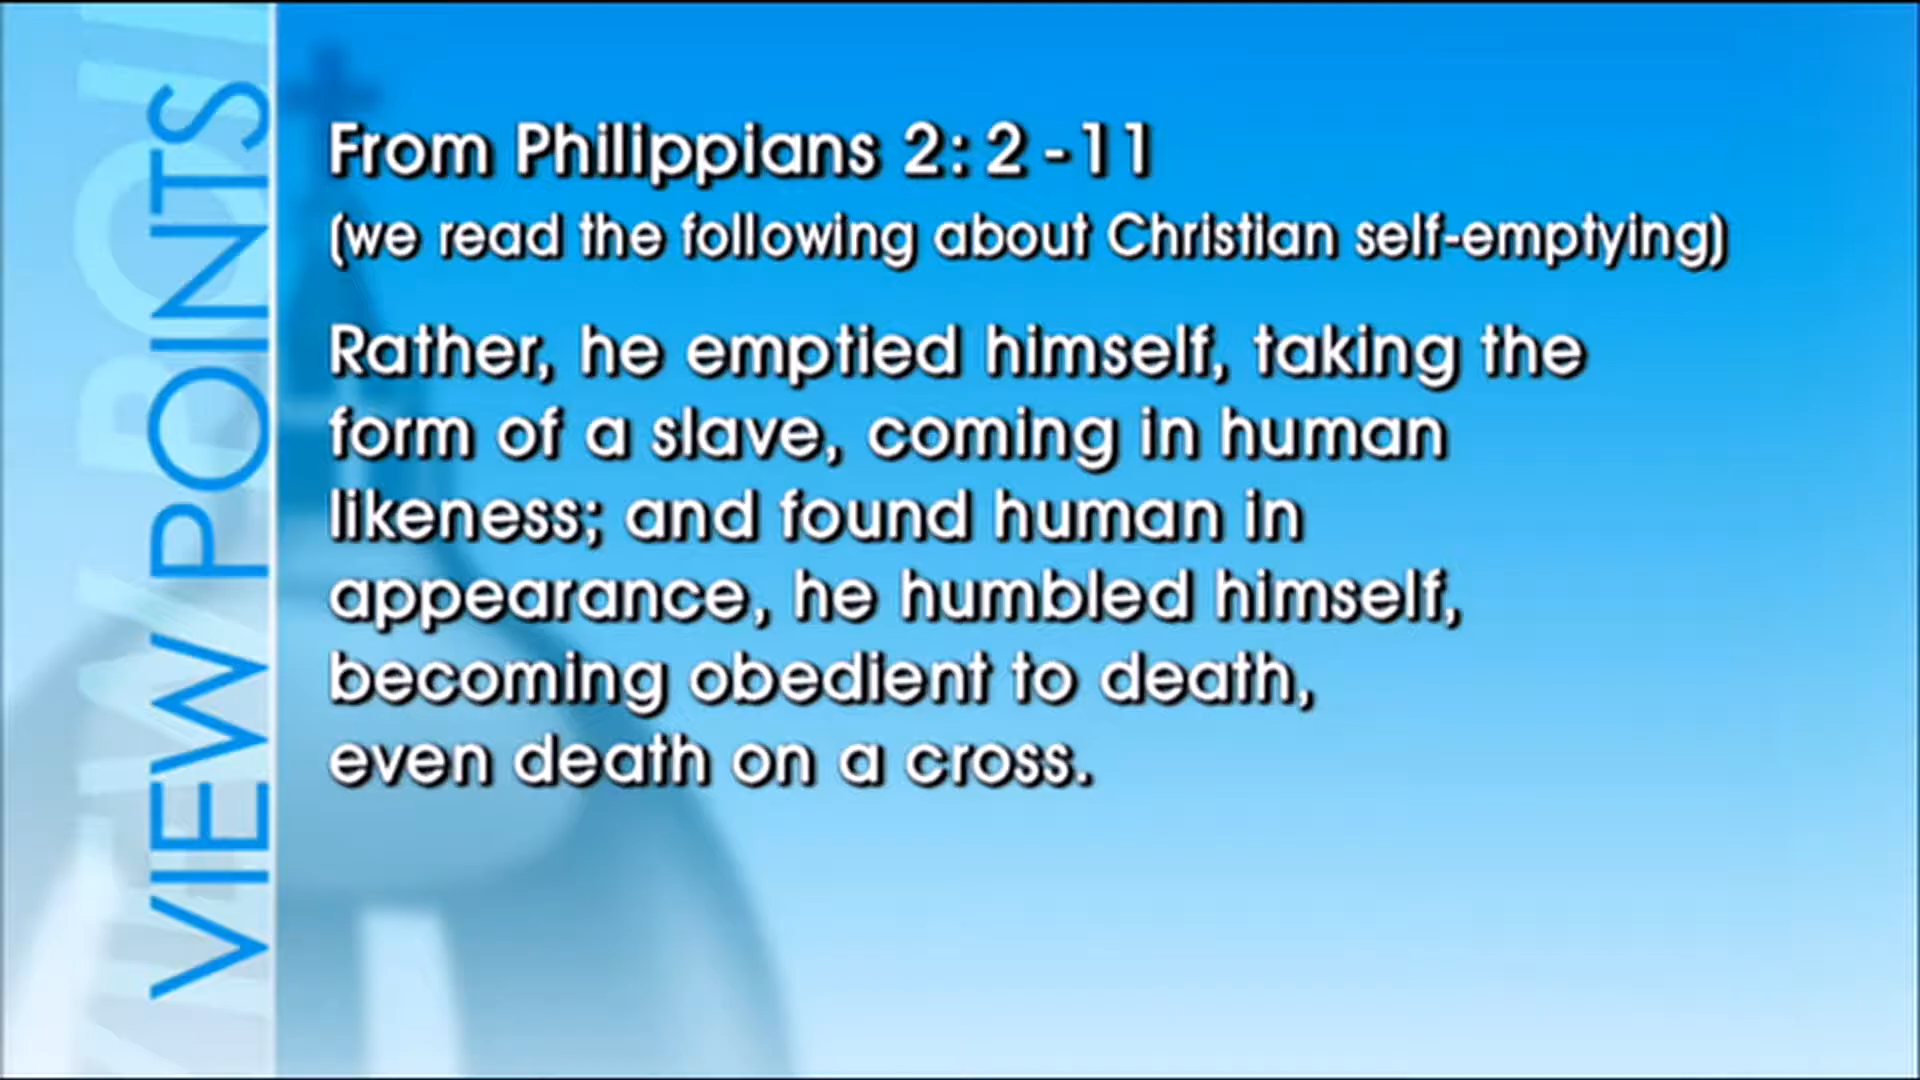 VIEW POINTS
From Philippians 2: 2 -11
(we read the following about Christian self-emptying)
Rather, he emptied himself, taking the
form of a slave, coming in human
likeness; and found human in
appearance, he humbled himself,
becoming obedient to death,
even death on a cross.